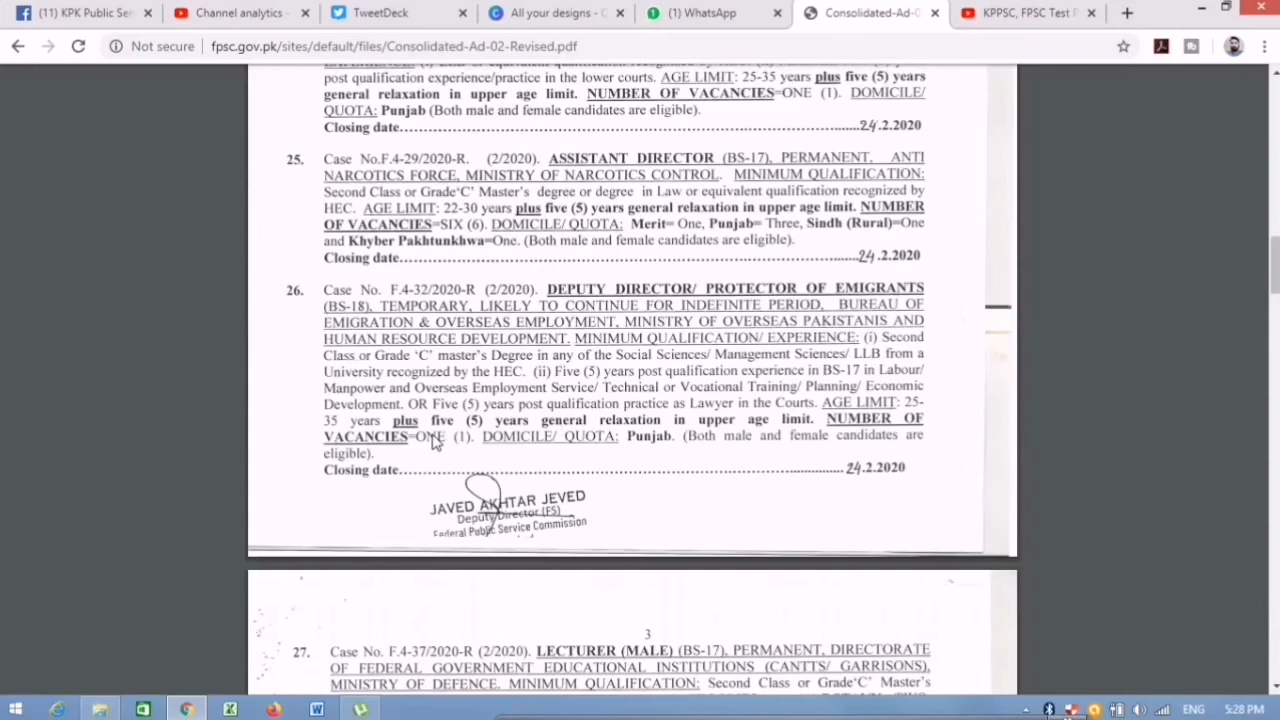 (11) KPK Public Ser
Channel analytics -
TweetDeck
All your designs - C
(1) WhatsApp
Consolidated-Ad-0
KPPSC, FPSC Test F
Not secure
fpsc.gov.pk/sites/default/files/Consolidated-Ad-02-Revised.pdf
post qualification experience/practice in the lower courts. AGE LIMIT: 25-35 years plus five (5) years
general relaxation in upper age limit. NUMBER OF VACANCIES=ONE (1). DOMICILE/
QUOTA: Punjab (Both male and female candidates are eligible).
Closing date......24.2.2020
25. Case No.F.4-29/2020-R. (2/2020). ASSISTANT DIRECTOR (BS-17), PERMANENT, ANTI
NARCOTICS FORCE, MINISTRY OF NARCOTICS CONTROL. MINIMUM QUALIFICATION:
Second Class or Grade'C' Master's degree or degree in Law or equivalent qualification recognized by
HEC. AGE LIMIT: 22-30 years plus five (5) years general relaxation in upper age limit. NUMBER
OF VACANCIES=SIX (6). DOMICILE/ QUOTA: Merit= One, Punjab= Three, Sindh (Rural)=One
and Khyber Pakhtunkhwa=One. (Both male and female candidates are eligible).
Closing date......24.2.2020
26. Case No. F.4-32/2020-R (2/2020). DEPUTY DIRECTOR/ PROTECTOR OF EMIGRANTS
(BS-18), TEMPORARY, LIKELY TO CONTINUE FOR INDEFINITE PERIOD, BUREAU OF
EMIGRATION & OVERSEAS EMPLOYMENT, MINISTRY OF OVERSEAS PAKISTANIS AND
HUMAN RESOURCE DEVELOPMENT. MINIMUM QUALIFICATION/ EXPERIENCE: (i) Second
Class or Grade 'C' master's Degree in any of the Social Sciences/ Management Sciences/ LLB from a
University recognized by the HEC. (ii) Five (5) years post qualification experience in BS-17 in Labour/
Manpower and Overseas Employment Service/ Technical or Vocational Training/ Planning/ Economic
Development. OR Five (5) years post qualification practice as Lawyer in the Courts. AGE LIMIT: 25-
35 years plus five (5) years general relaxation in upper age limit. NUMBER OF
VACANCIES=ONE (1). DOMICILE/ QUOTA: Punjab. (Both male and female candidates are
eligible).
Closing date......24.2.2020
JAVED AKHTAR JEVED
Deputy Director (FS)
Federal Public Service Commission
3
27. Case No. F.4-37/2020-R (2/2020). LECTURER (MALE) (BS-17), PERMANENT, DIRECTORATE
OF FEDERAL GOVERNMENT EDUCATIONAL INSTITUTIONS (CANTTS/ GARRISONS),
MINISTRY OF DEFENCE. MINIMUM QUALIFICATION: Second Class or Grade'C' Master's
ENG
5:28 PM